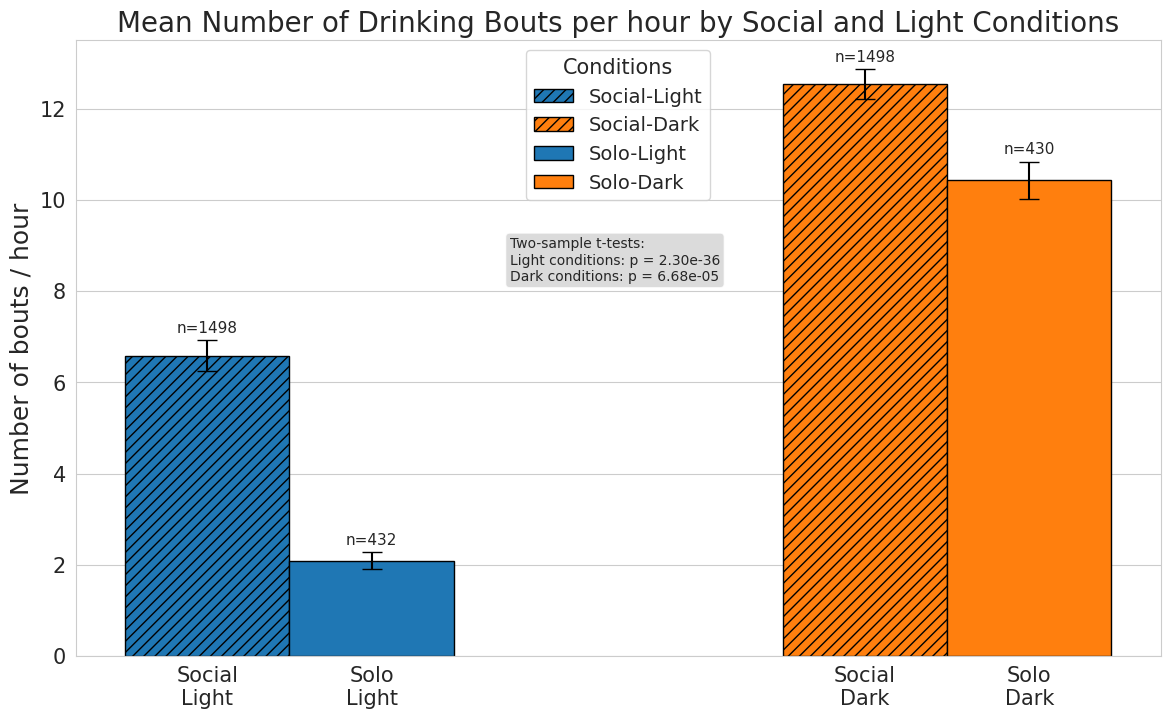 Mean Number of Drinking Bouts per hour by Social and Light Conditions
Number of bouts / hour
12
10
8
6
4
2
0
Conditions
Social-Light
Social-Dark
Solo-Light
Solo-Dark
Two-sample t-tests:
Light conditions: p = 2.30e-36
Dark conditions: p = 6.68e-05
n=1498
n=432
n=1498
n=430
Social
Light
Solo
Light
Social
Dark
Solo
Dark